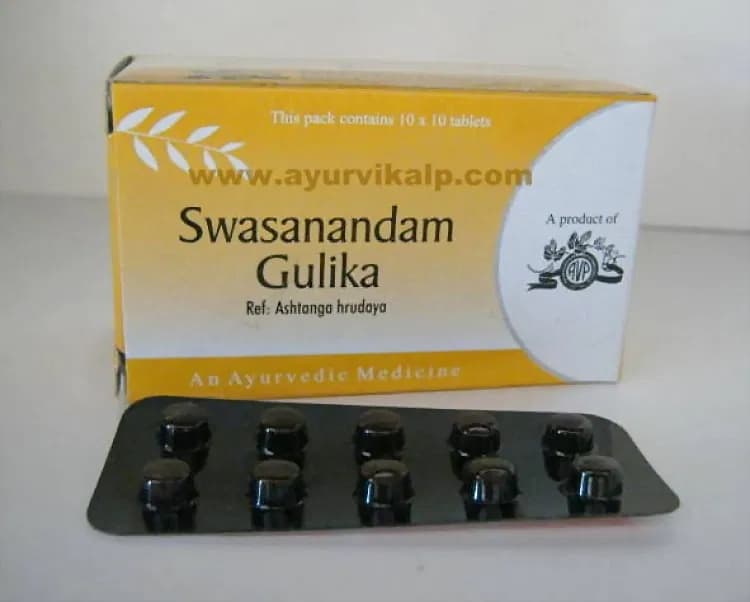 This pack contains 10 x 10 tablets
www.ayurvikalp.com
Swasanandam
Gulika
Ref: Ashtanga hrudaya
A product of
AVP
An Ayurvedic Medicine